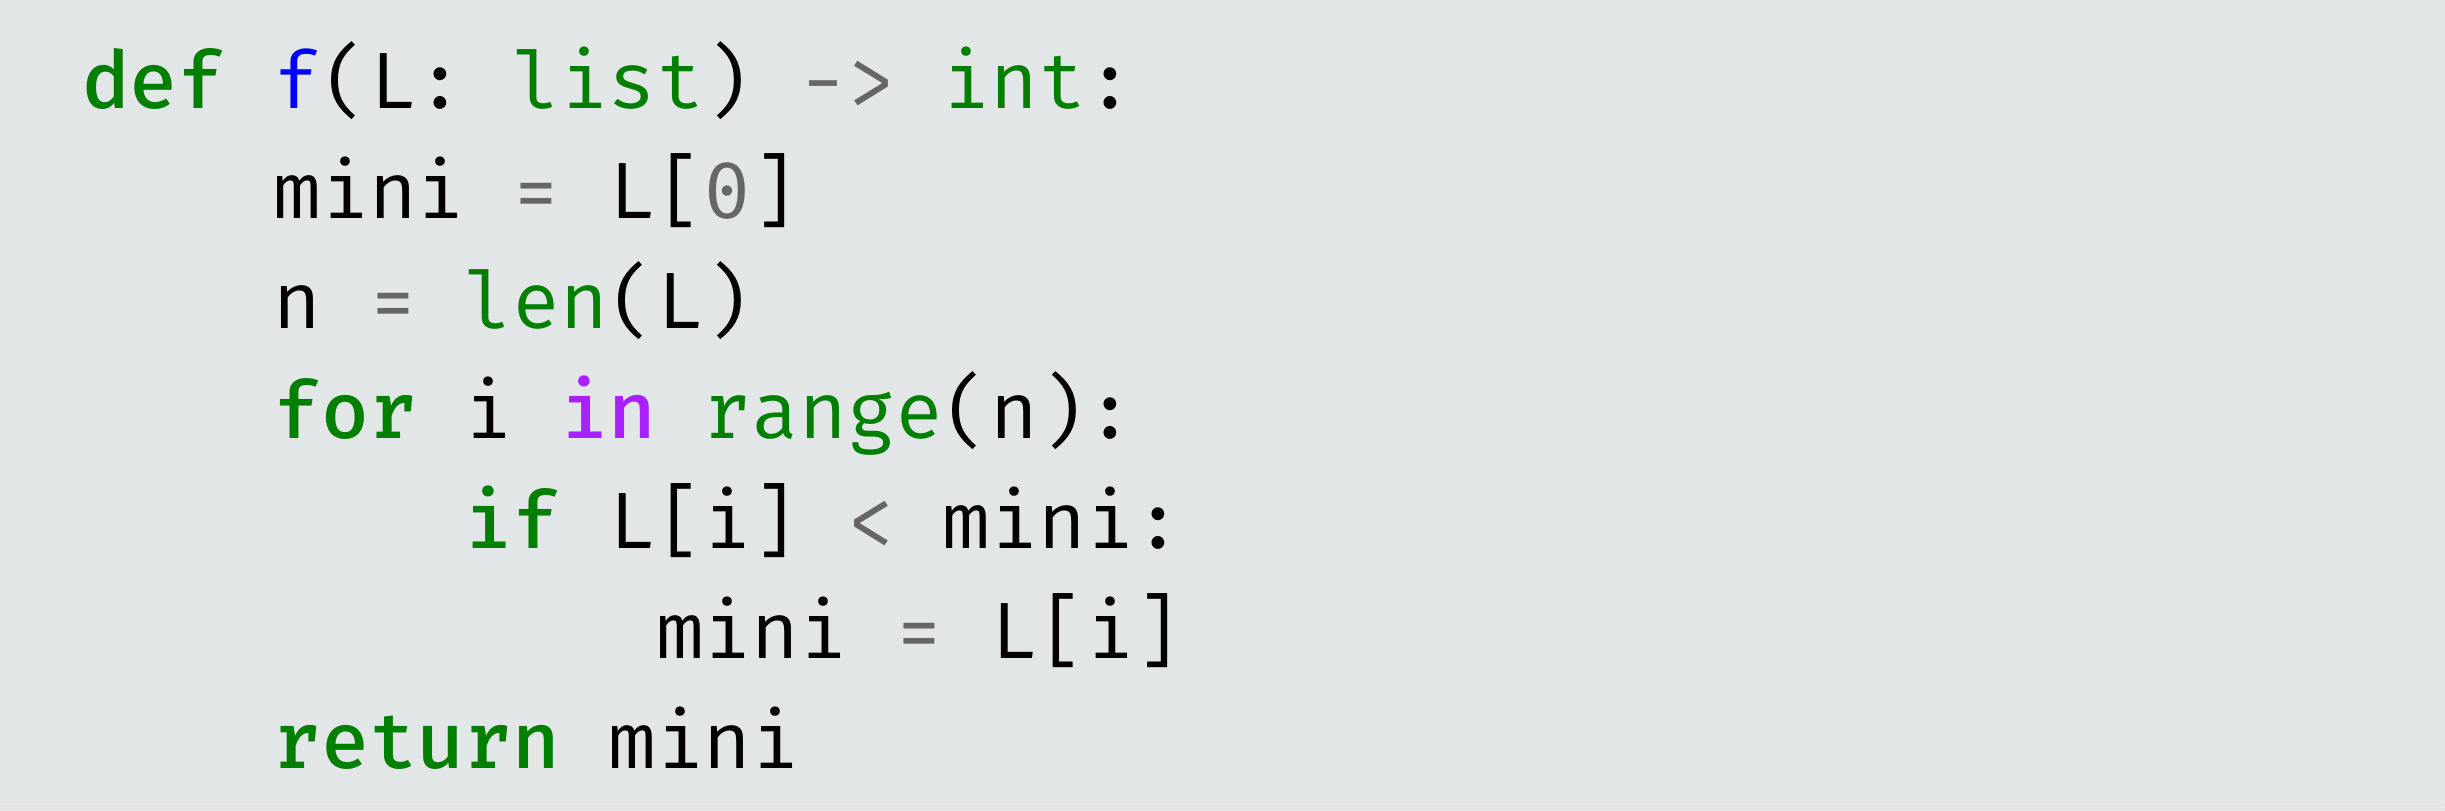 def f(L: list) -> int:
    mini = L[0]
    n = len(L)
    for i in range(n):
        if L[i] < mini:
            mini = L[i]
    return mini